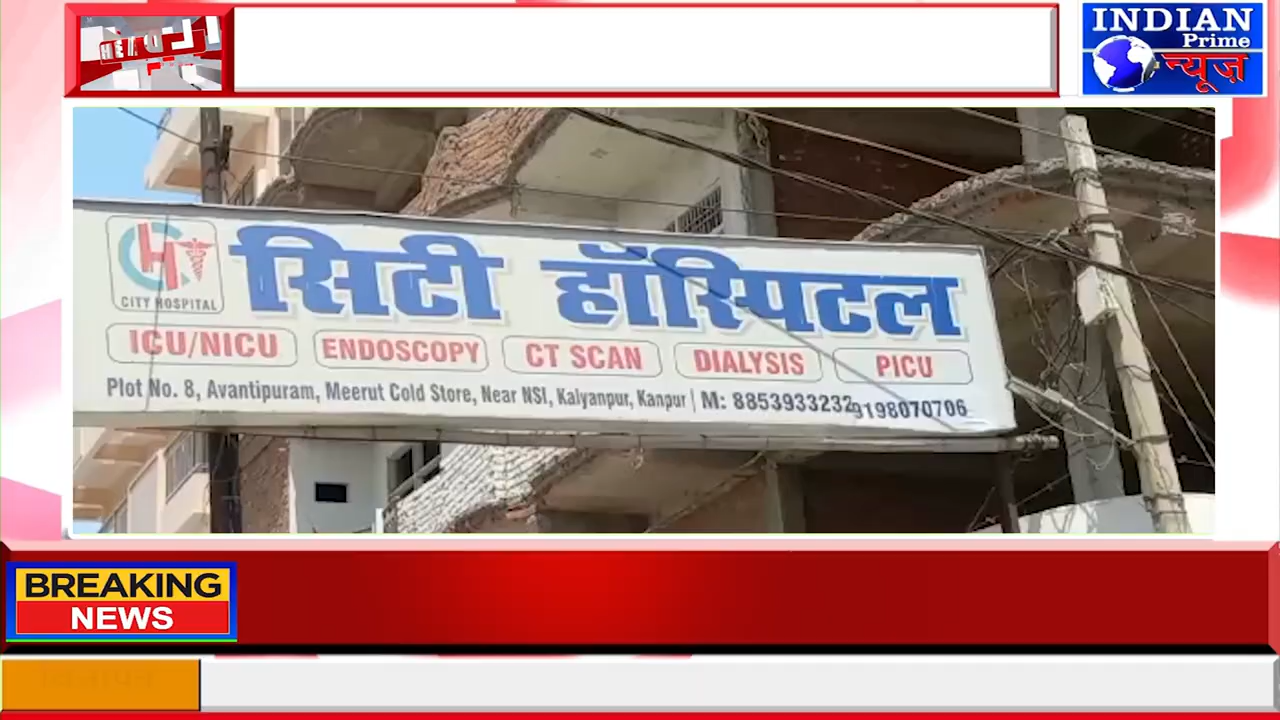 INDIAN
Prime
न्यूज़
सिटी हॉस्पिटल
CITY HOSPITAL
ICU/NICU ENDOSCOPY CT SCAN DIALYSIS PICU
Plot No. 8, Avantipuram, Meerut Cold Store, Near NSI, Kalyanpur, Kanpur | M: 8853933232, 9198070706
BREAKING
NEWS